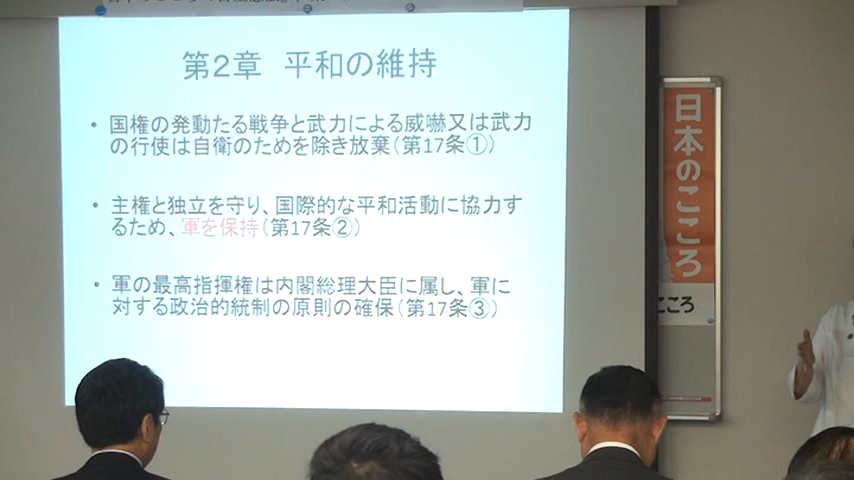 第2章 平和の維持
• 国権の発動たる戦争と武力による威嚇又は武力
の行使は自衛のためを除き放棄(第17条①)
• 主権と独立を守り、国際的な平和活動に協力す
るため、軍を保持(第17条②)
• 軍の最高指揮権は内閣総理大臣に属し、軍に
対する政治的統制の原則の確保(第17条③)
日本のこころ
こころ